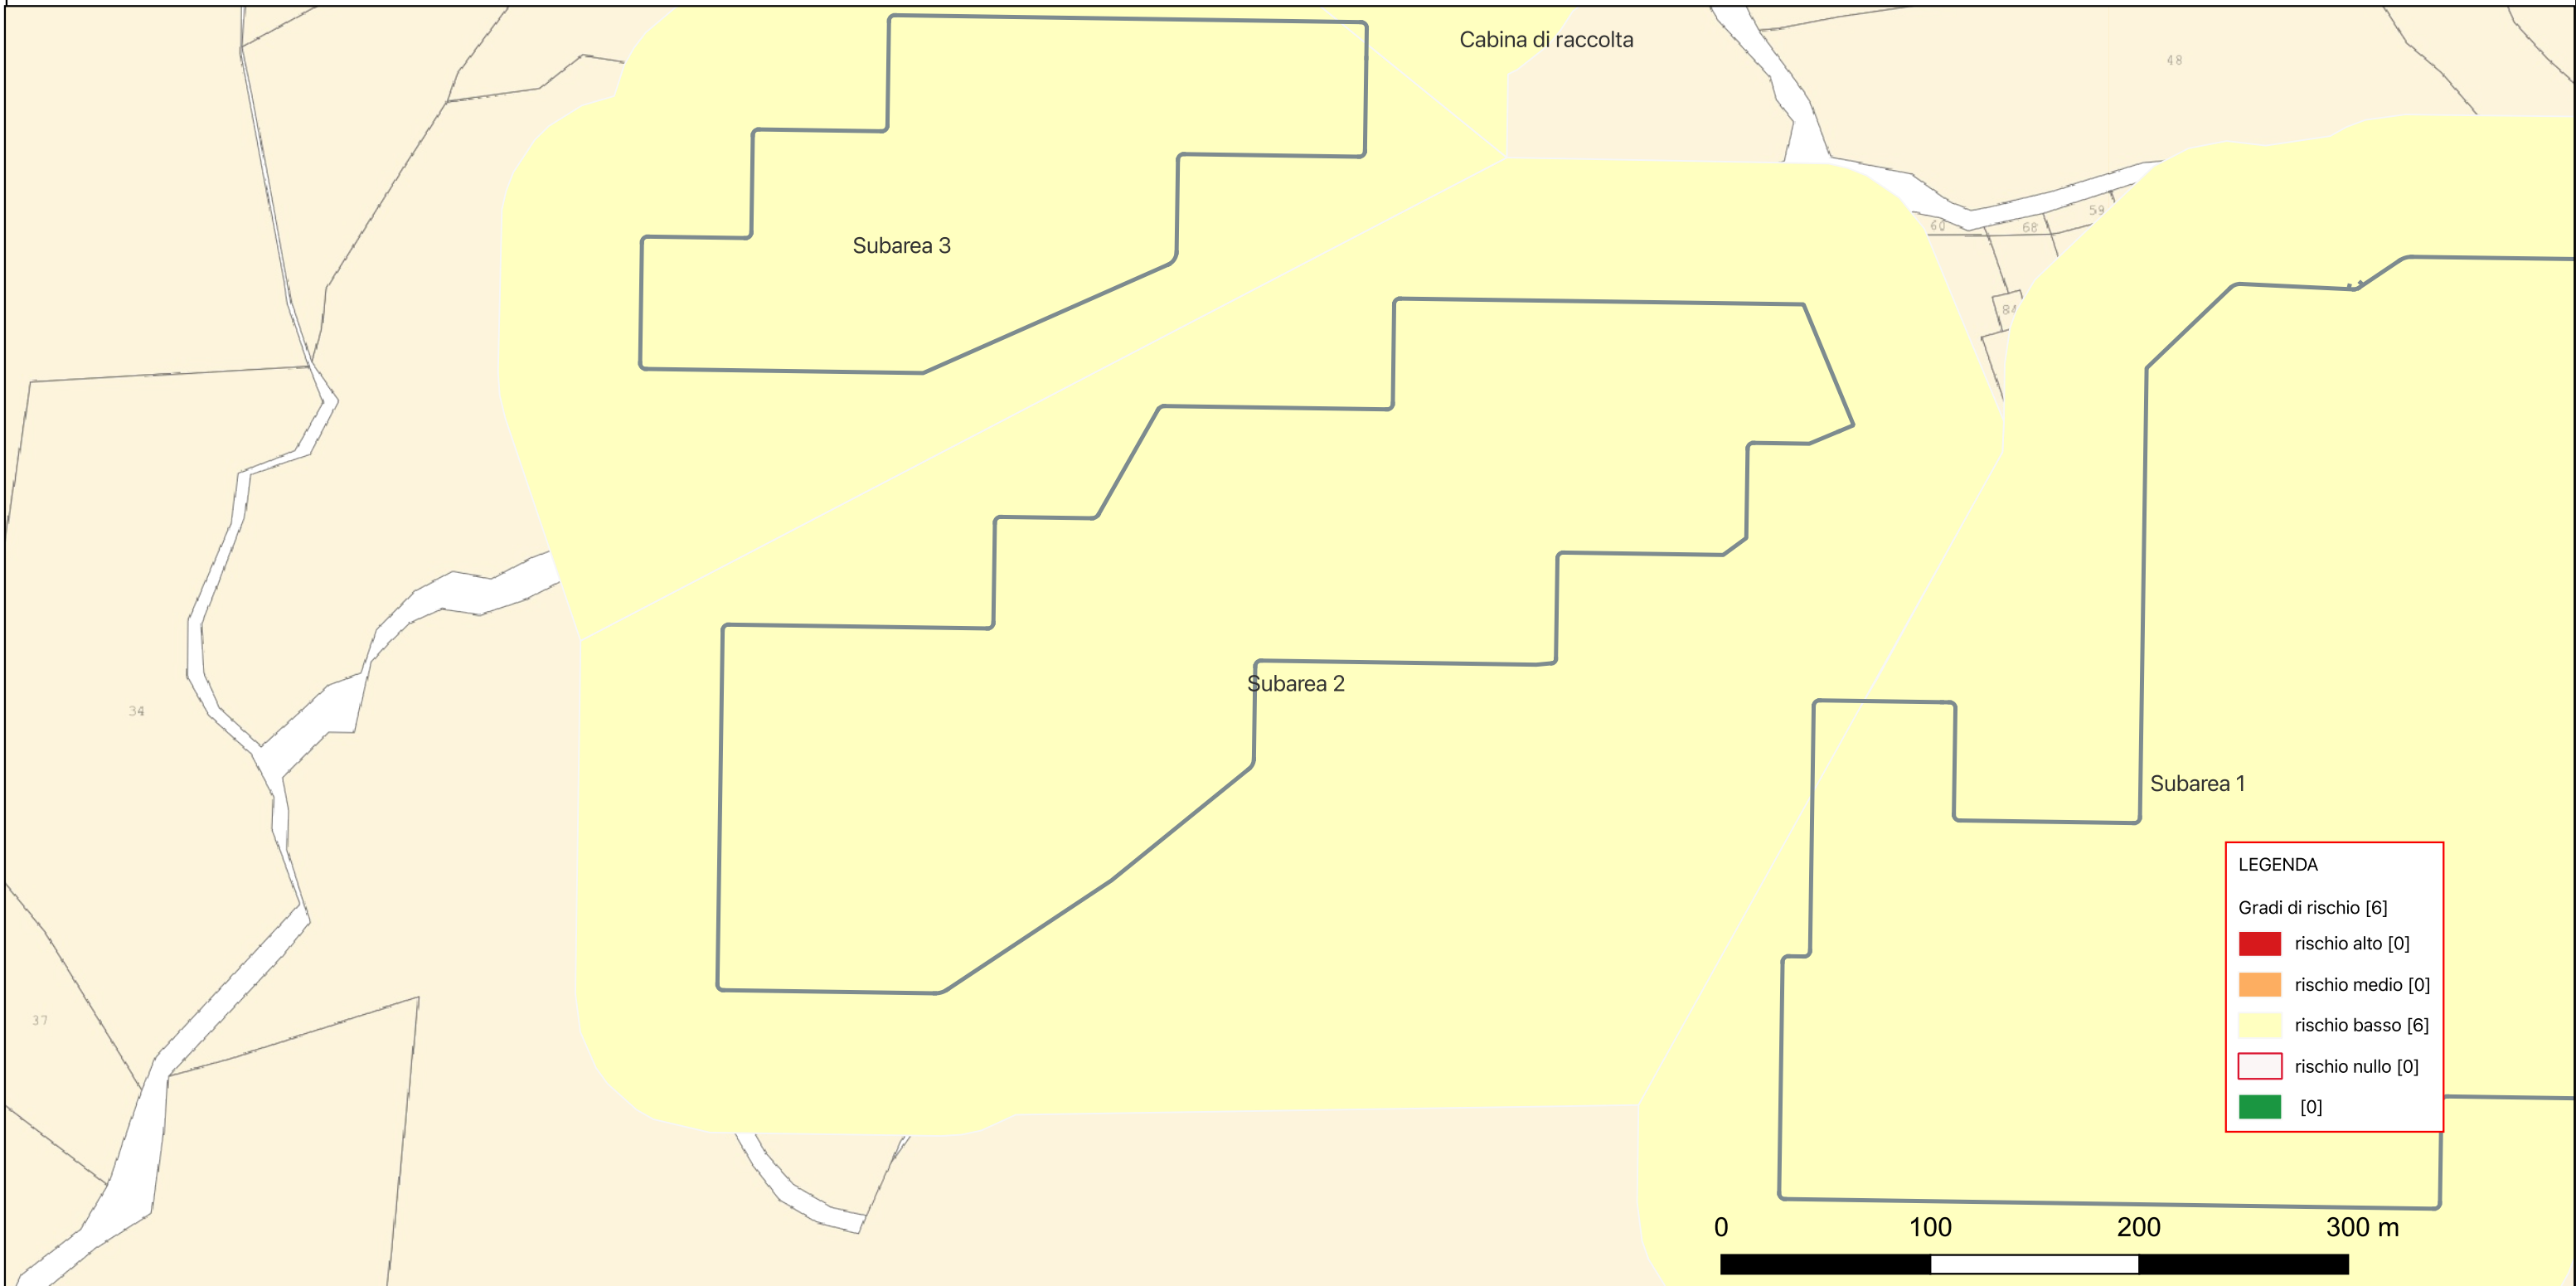 Cabina di raccolta
48
59
60
68
Subarea 3
84
Subarea 2
34
Subarea 1
LEGENDA
Gradi di rischio [6]
rischio alto [0]
rischio medio [0]
rischio basso [6]
rischio nullo [0]
[0]
37
0 100 200 300 m